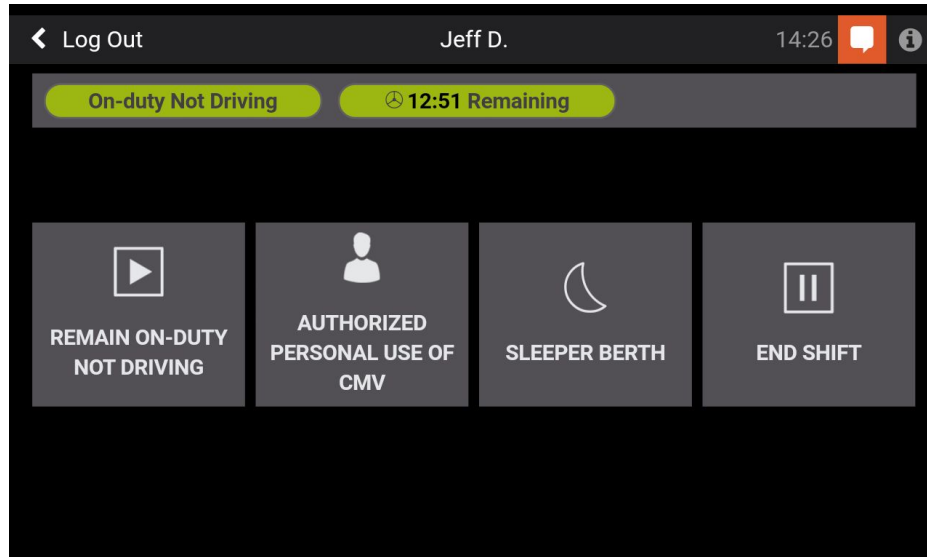 Log Out
Jeff D.
14:26
On-duty Not Driving
12:51 Remaining
REMAIN ON-DUTY
NOT DRIVING
AUTHORIZED
PERSONAL USE OF
CMV
SLEEPER BERTH
END SHIFT